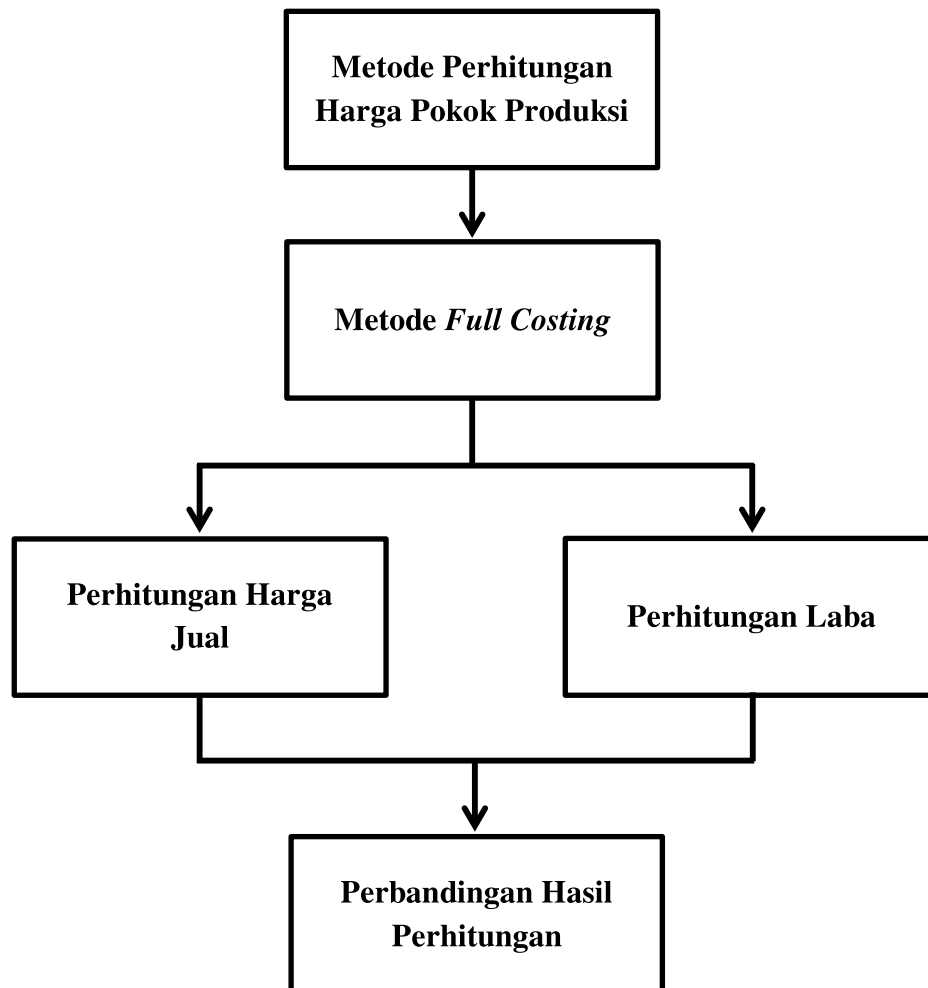 Metode Perhitungan
Harga Pokok Produksi
Metode Full Costing
Perhitungan Harga
Jual
Perhitungan Laba
Perbandingan Hasil
Perhitungan